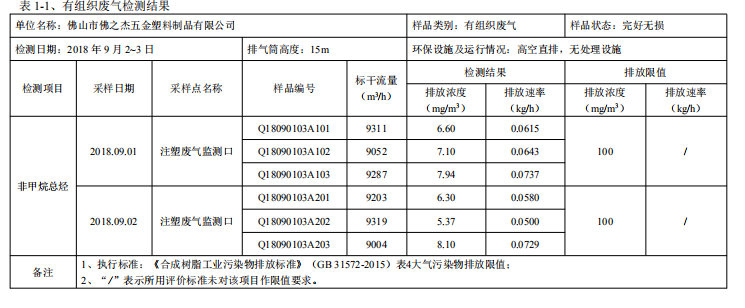 表 1-1、有组织废气检测结果
单位名称：佛山市佛之杰五金塑料制品有限公司 样品类别：有组织废气 样品状态：完好无损
检测日期：2018 年 9 月 2~3 日 排气筒高度：15m 环保设施及运行情况：高空直排，无处理设施
检测项目 采样日期 采样点名称 样品编号 标干流量（m³/h） 检测结果 排放限值
排放浓度（mg/m³） 排放速率（kg/h） 排放浓度（mg/m³） 排放速率（kg/h）
非甲烷总烃 2018.09.01 注塑废气监测口 Q18090103A101 9311 6.60 0.0615 100 /
Q18090103A102 9052 7.10 0.0643
Q18090103A103 9287 7.94 0.0737
2018.09.02 注塑废气监测口 Q18090103A201 9203 6.30 0.0580 100 /
Q18090103A202 9319 5.37 0.0500
Q18090103A203 9004 8.10 0.0729
备注 1、执行标准：《合成树脂工业污染物排放标准》（GB 31572-2015）表4大气污染物排放限值；
2、“/”表示所用评价标准未对该项目作限值要求。